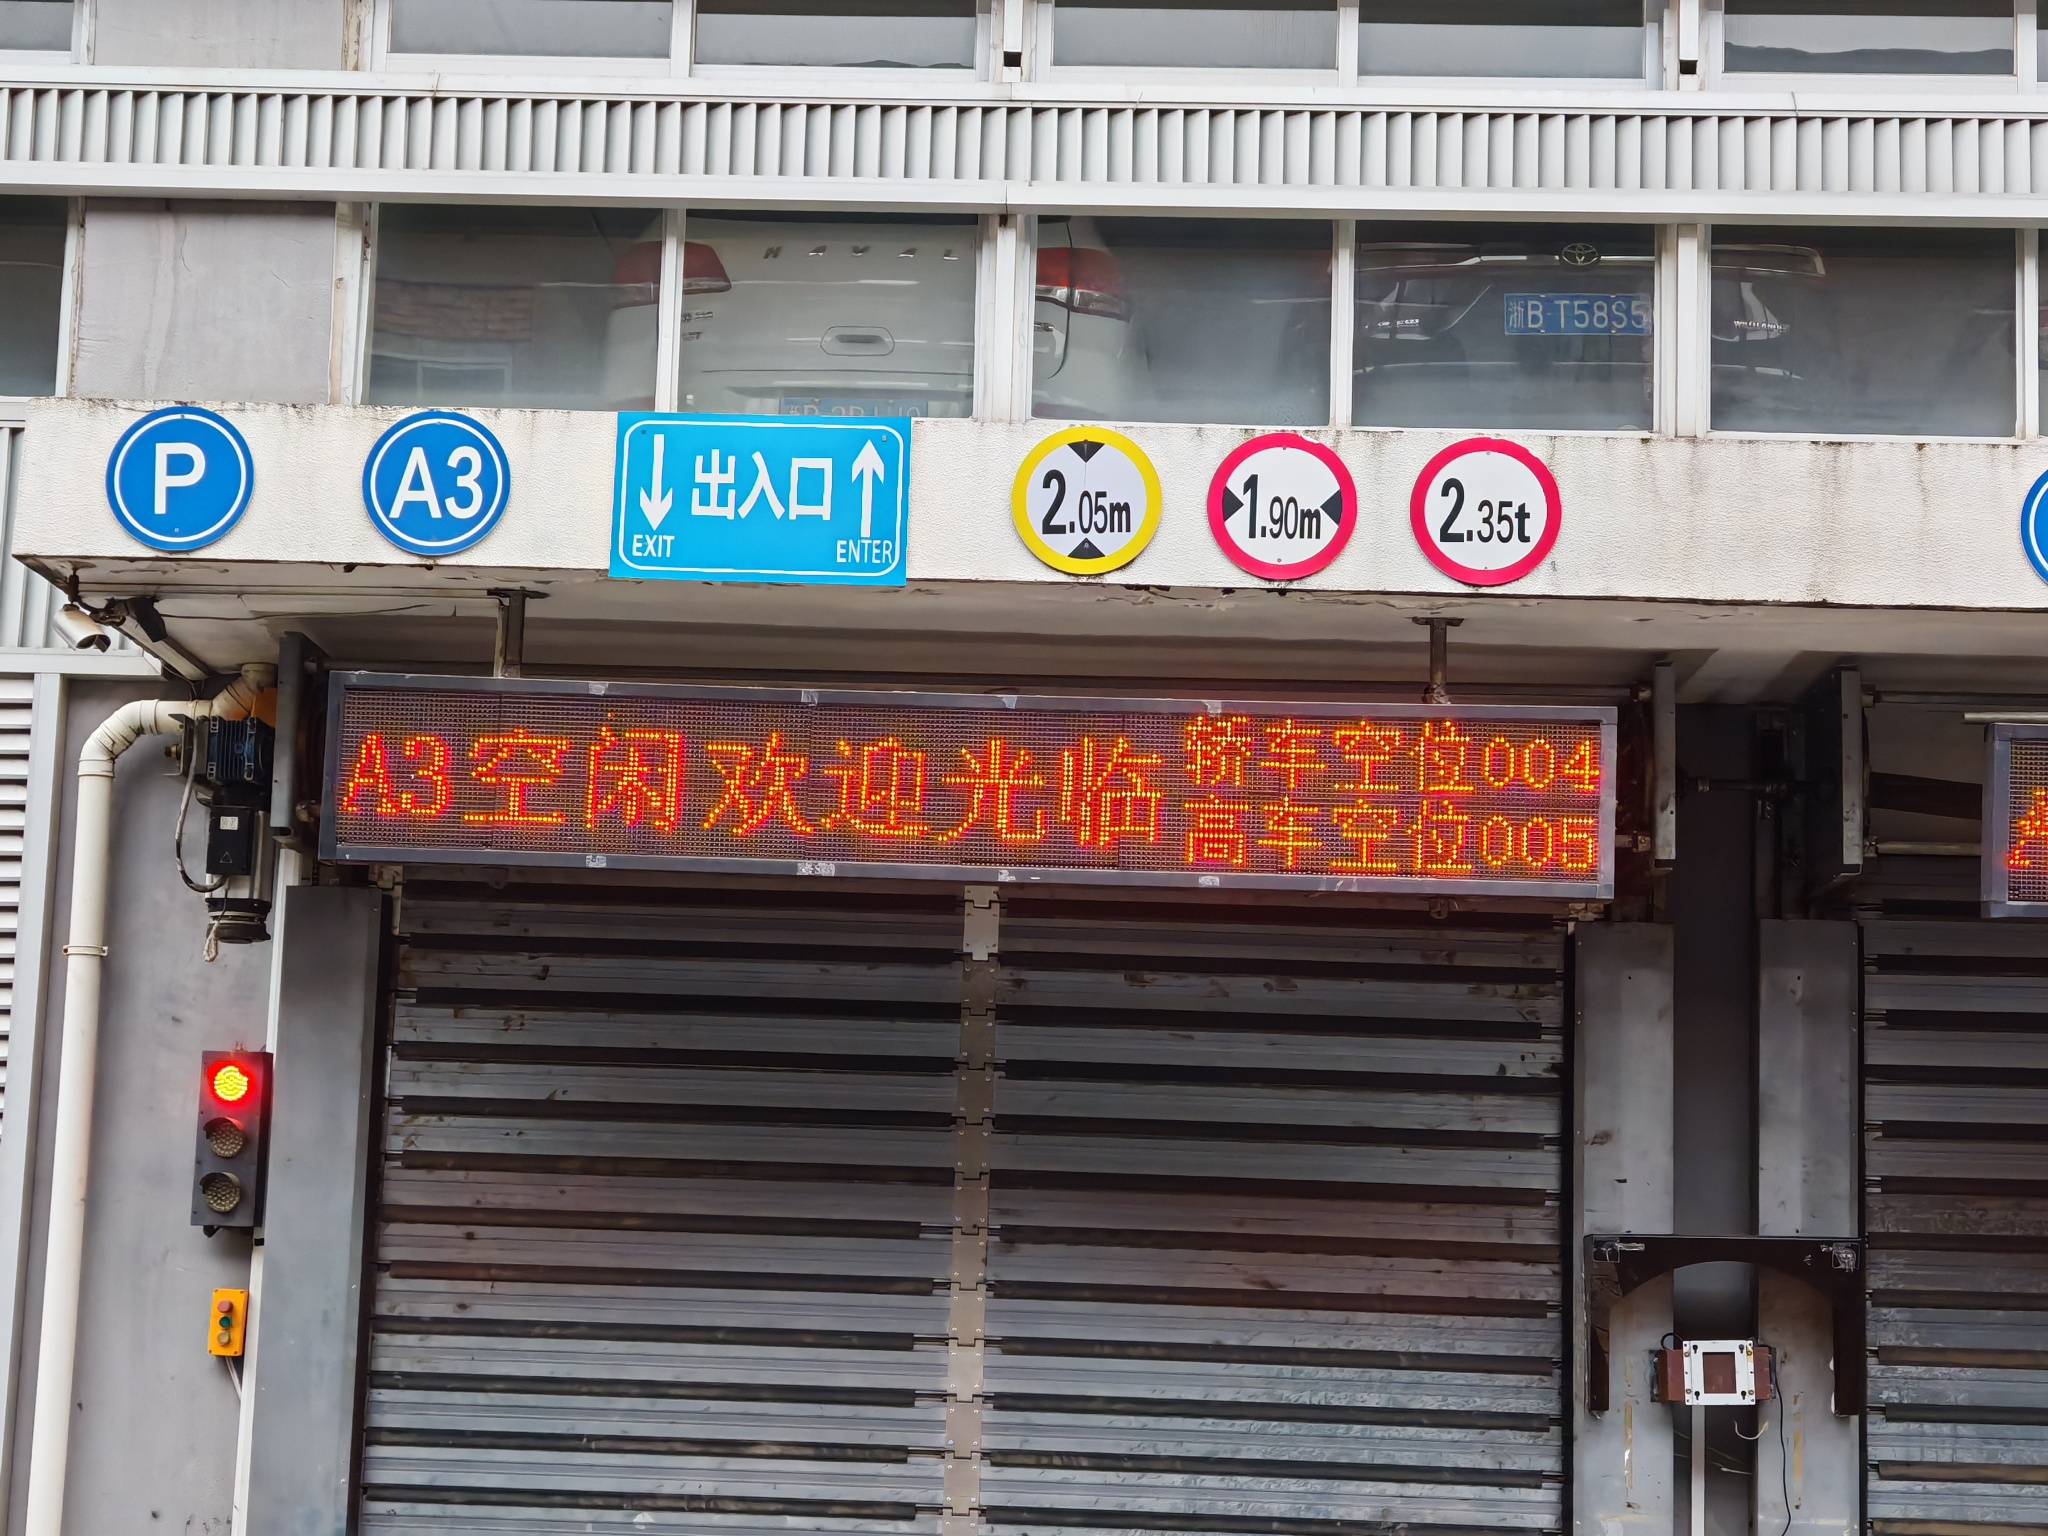 HAVAL
浙B·T58S5
P
A3
出入口
EXIT
ENTER
2.05m
1.90m
2.35t
A3空闲欢迎光临
轿车空位004
高车空位005